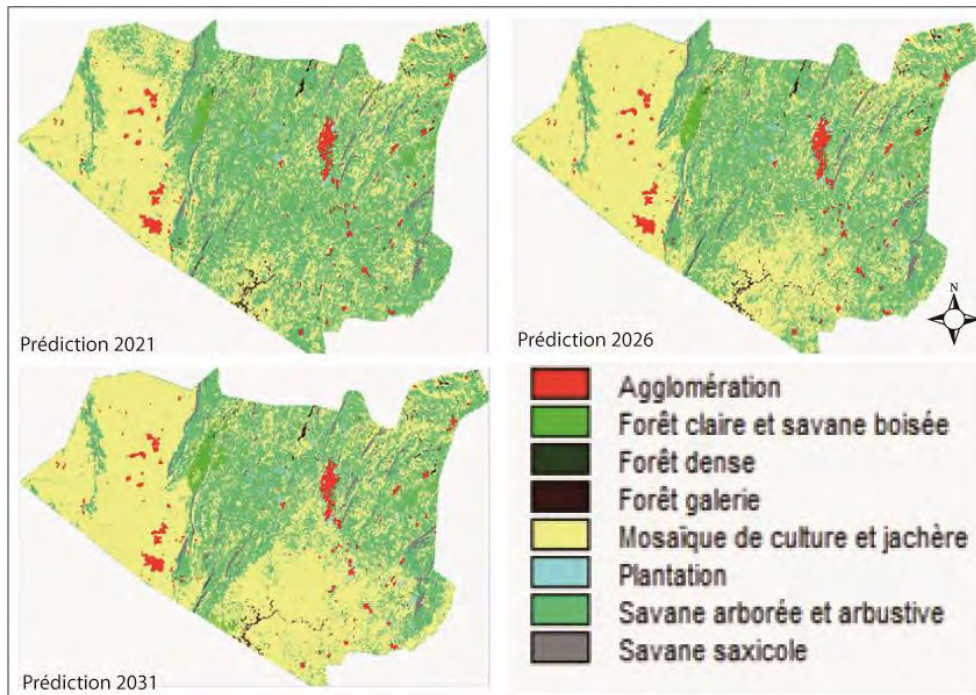 Prédiction 2021
Prédiction 2026
N
Prédiction 2031
Agglomération
Forêt claire et savane boisée
Forêt dense
Forêt galerie
Mosaïque de culture et jachère
Plantation
Savane arborée et arbustive
Savane saxicole